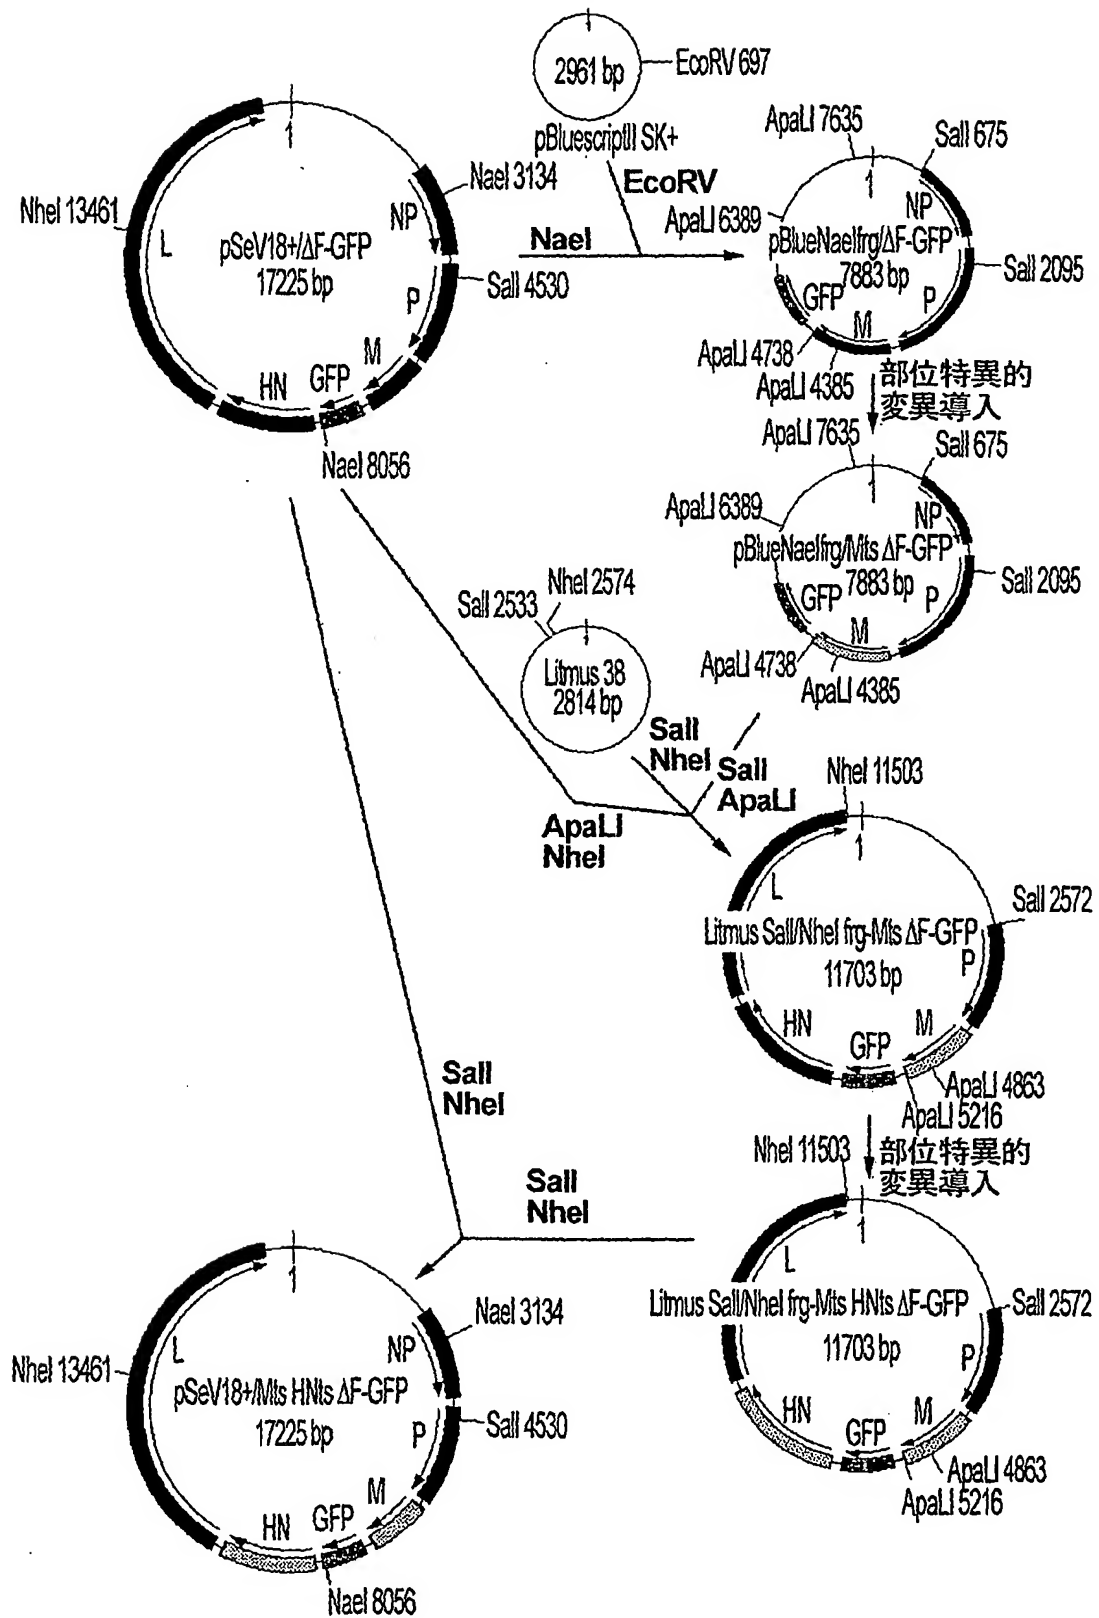 1
2961 bp
EcoRV 697
pBluescriptII SK+
EcoRV
NaeI
1
NaeI 3134
NheI 13461
L
NP
pSeV18+/ΔF-GFP
17225 bp
SalI 4530
P
M
GFP
HN
NaeI 8056
ApaLI 7635
SalI 675
1
NP
ApaLI 6389
pBlueNaeIfrg/ΔF-GFP
7883 bp
SalI 2095
GFP
P
M
ApaLI 4738
ApaLI 4385
部位特異的
変異導入
ApaLI 7635
SalI 675
1
ApaLI 6389
NP
pBlueNaeIfrg/Mts ΔF-GFP
7883 bp
SalI 2095
GFP
P
M
ApaLI 4738
ApaLI 4385
NheI 2574
SalI 2533
1
Litmus 38
2814 bp
SalI
NheI
SalI
ApaLI
ApaLI
NheI
NheI 11503
1
L
SalI 2572
Litmus SalI/NheI frg-Mts ΔF-GFP
11703 bp
P
HN
M
GFP
ApaLI 4863
ApaLI 5216
部位特異的
変異導入
SalI
NheI
SalI
NheI
NheI 11503
1
L
Litmus SalI/NheI frg-Mts HNts ΔF-GFP
SalI 2572
11703 bp
P
HN
M
GFP
ApaLI 4863
ApaLI 5216
1
NaeI 3134
L
NP
NheI 13461
pSeV18+/Mts HNts ΔF-GFP
17225 bp
SalI 4530
P
M
GFP
HN
NaeI 8056